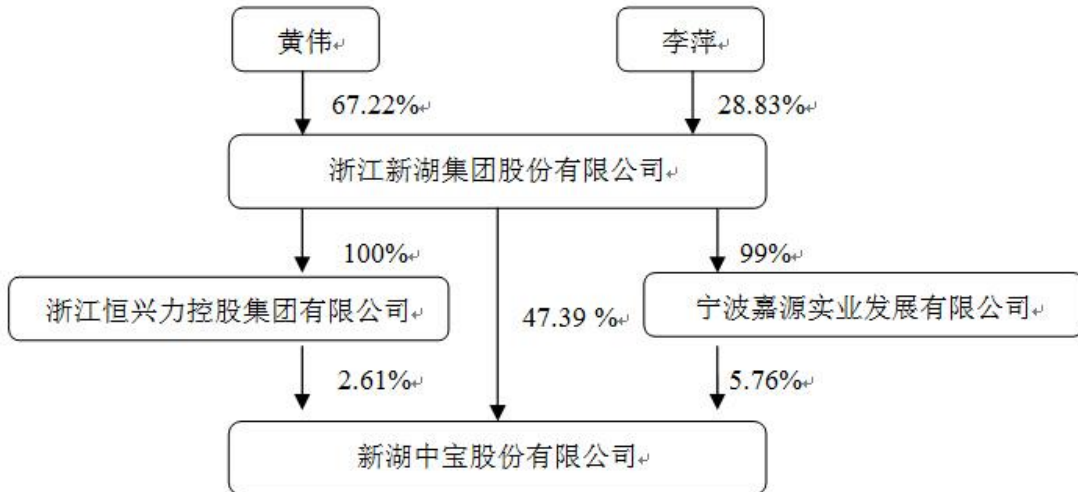 黄伟
李萍
67.22%
28.83%
浙江新湖集团股份有限公司
100%
99%
浙江恒兴力控股集团有限公司
47.39 %
宁波嘉源实业发展有限公司
2.61%
5.76%
新湖中宝股份有限公司